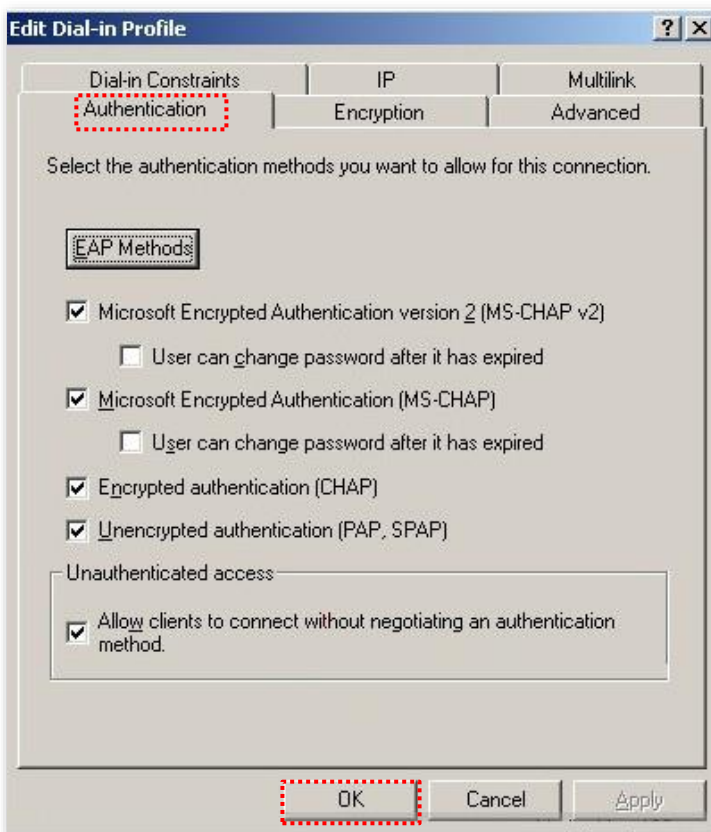 Edit Dial-in Profile
Dial-in Constraints IP Multilink
Authentication Encryption Advanced
Select the authentication methods you want to allow for this connection.
EAP Methods
Microsoft Encrypted Authentication version 2 (MS-CHAP v2)
User can change password after it has expired
Microsoft Encrypted Authentication (MS-CHAP)
User can change password after it has expired
Encrypted authentication (CHAP)
Unencrypted authentication (PAP, SPAP)
Unauthenticated access
Allow clients to connect without negotiating an authentication
method.
OK Cancel Apply